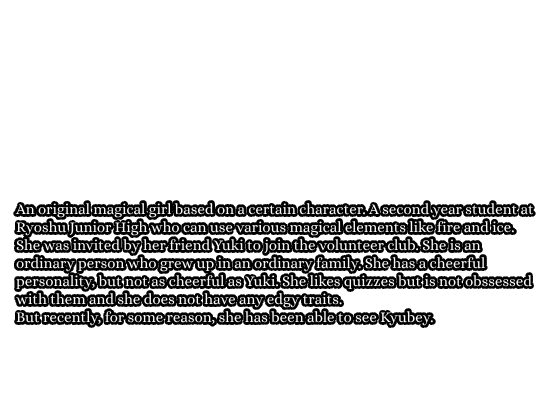 An original magical girl based on a certain character. A second year student at
Ryoshu Junior High who can use various magical elements like fire and ice.
She was invited by her friend Yuki to join the volunteer club. She is an
ordinary person who grew up in an ordinary family. She has a cheerful
personality, but not as cheerful as Yuki. She likes quizzes but is not obssessed
with them and she does not have any edgy traits.
But recently, for some reason, she has been able to see Kyubey.